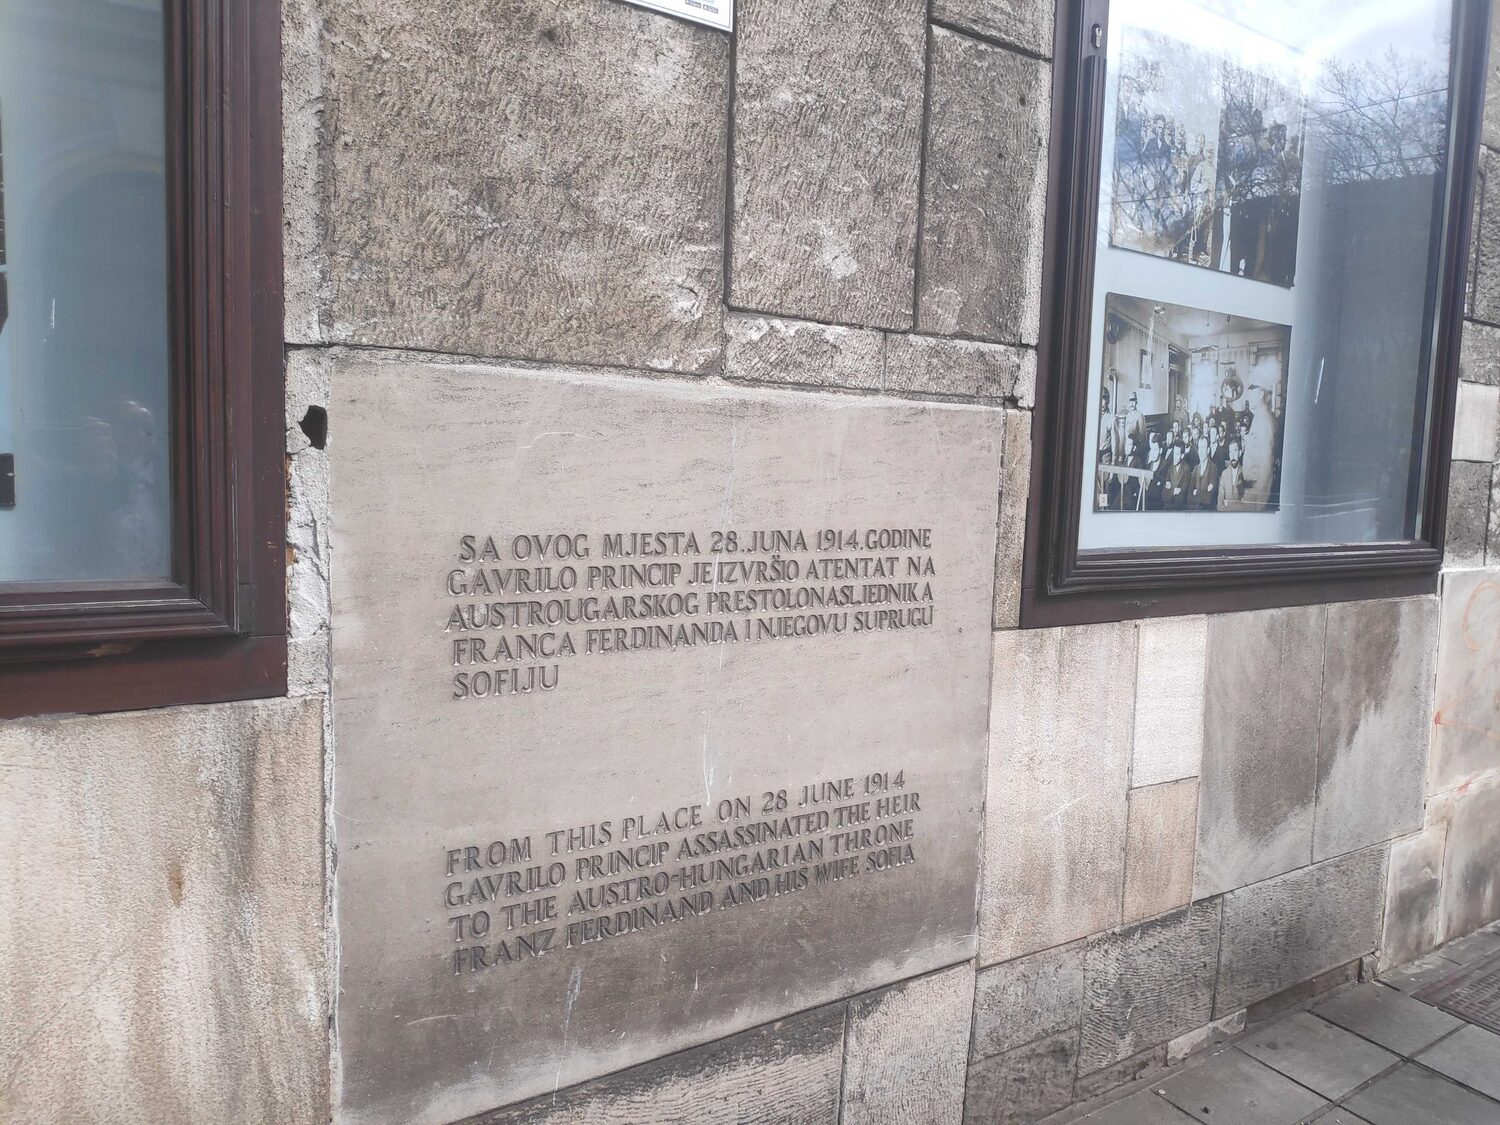 SA OVOG MJESTA 28.JUNA 1914.GODINE
GAVRILO PRINCIP JE IZVRŠIO ATENTAT NA
AUSTROUGARSKOG PRESTOLONASLJEDNIKA
FRANCA FERDINANDA I NJEGOVU SUPRUGU
SOFIJU
FROM THIS PLACE ON 28 JUNE 1914
GAVRILO PRINCIP ASSASSINATED THE HEIR
TO THE AUSTRO-HUNGARIAN THRONE
FRANZ FERDINAND AND HIS WIFE SOFIA